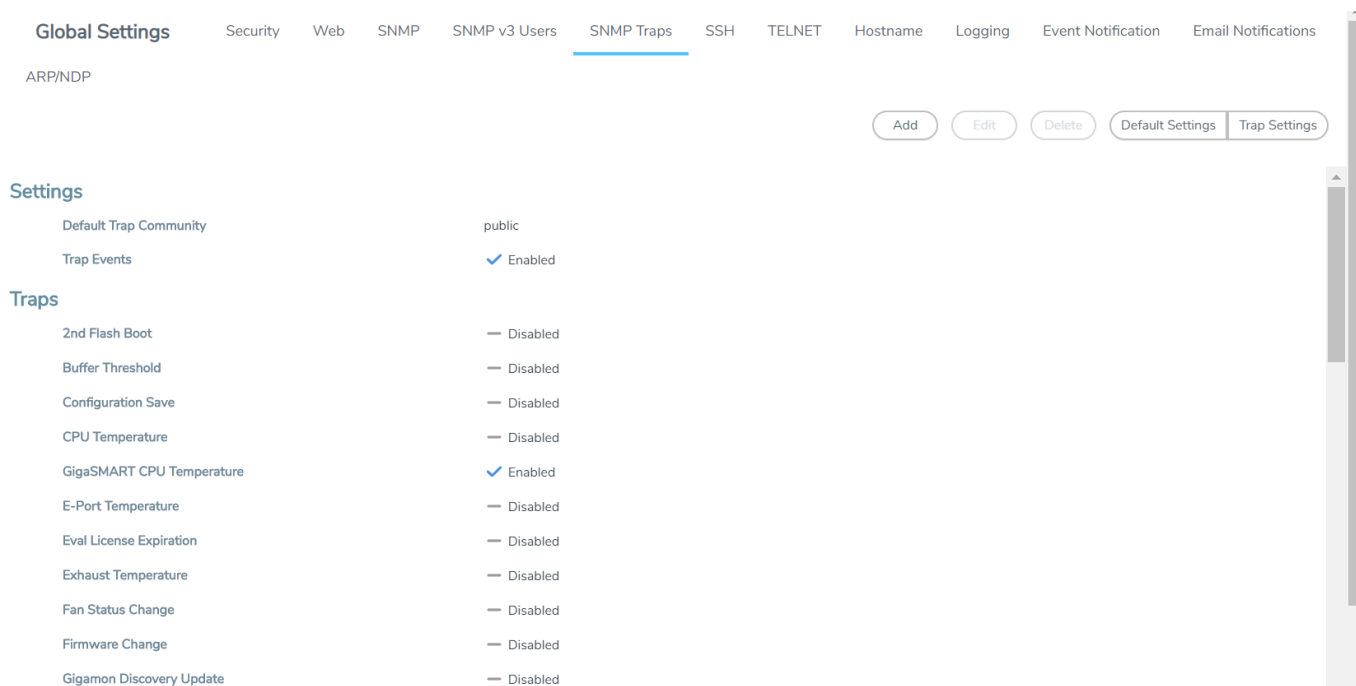 Global Settings Security Web SNMP SNMP v3 Users SNMP Traps SSH TELNET Hostname Logging Event Notification Email Notifications
ARP/NDP
Add Edit Delete Default Settings Trap Settings
Settings
Default Trap Community public
Trap Events Enabled
Traps
2nd Flash Boot Disabled
Buffer Threshold Disabled
Configuration Save Disabled
CPU Temperature Disabled
GigaSMART CPU Temperature Enabled
E-Port Temperature Disabled
Eval License Expiration Disabled
Exhaust Temperature Disabled
Fan Status Change Disabled
Firmware Change Disabled
Gigamon Discovery Update Disabled